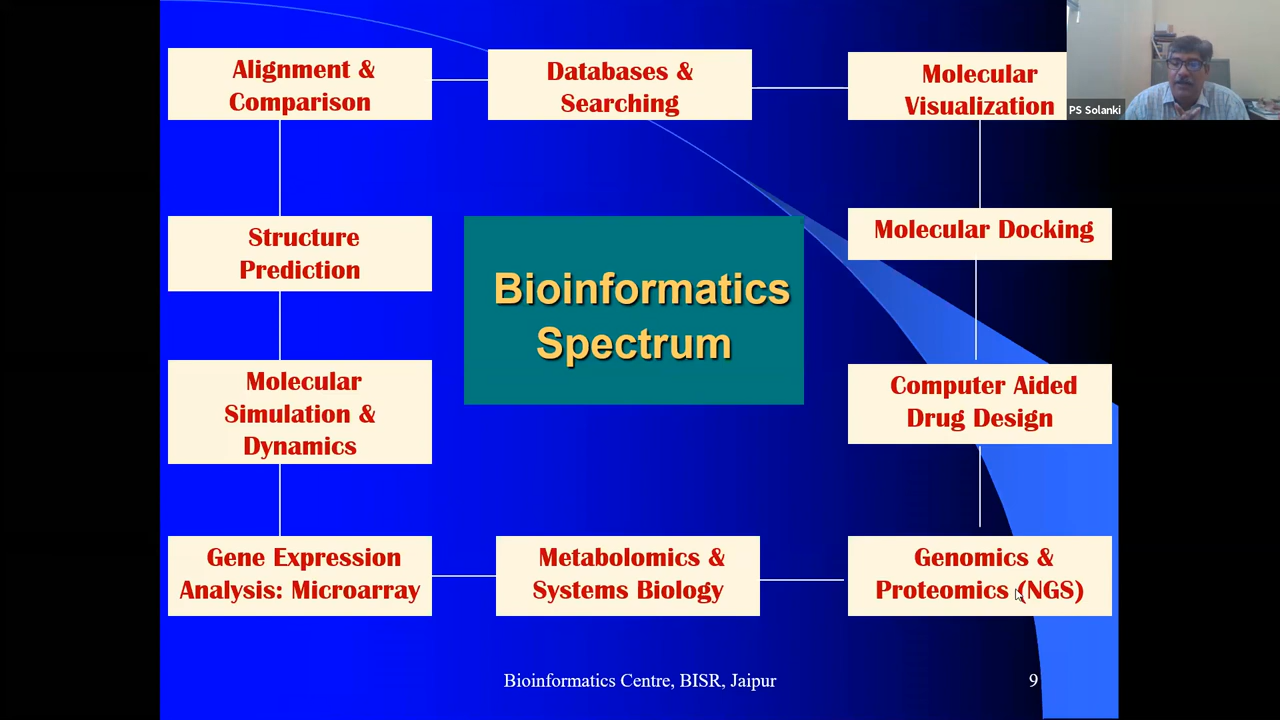 Alignment &
Comparison
Databases &
Searching
Molecular
Visualization
PS Solanki
Structure
Prediction
Bioinformatics
Spectrum
Molecular Docking
Molecular
Simulation &
Dynamics
Computer Aided
Drug Design
Gene Expression
Analysis: Microarray
Metabolomics &
Systems Biology
Genomics &
Proteomics (NGS)
Bioinformatics Centre, BISR, Jaipur
9